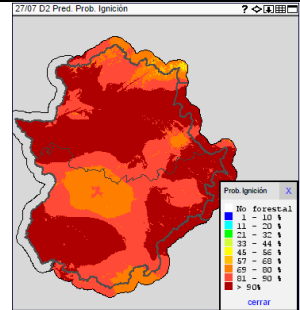 27/07 D2 Pred. Prob. Ignición
Prob. Ignición X
No forestal
1 - 10 %
11 - 20 %
21 - 32 %
33 - 44 %
45 - 56 %
57 - 68 %
69 - 80 %
81 - 90 %
> 90%
cerrar